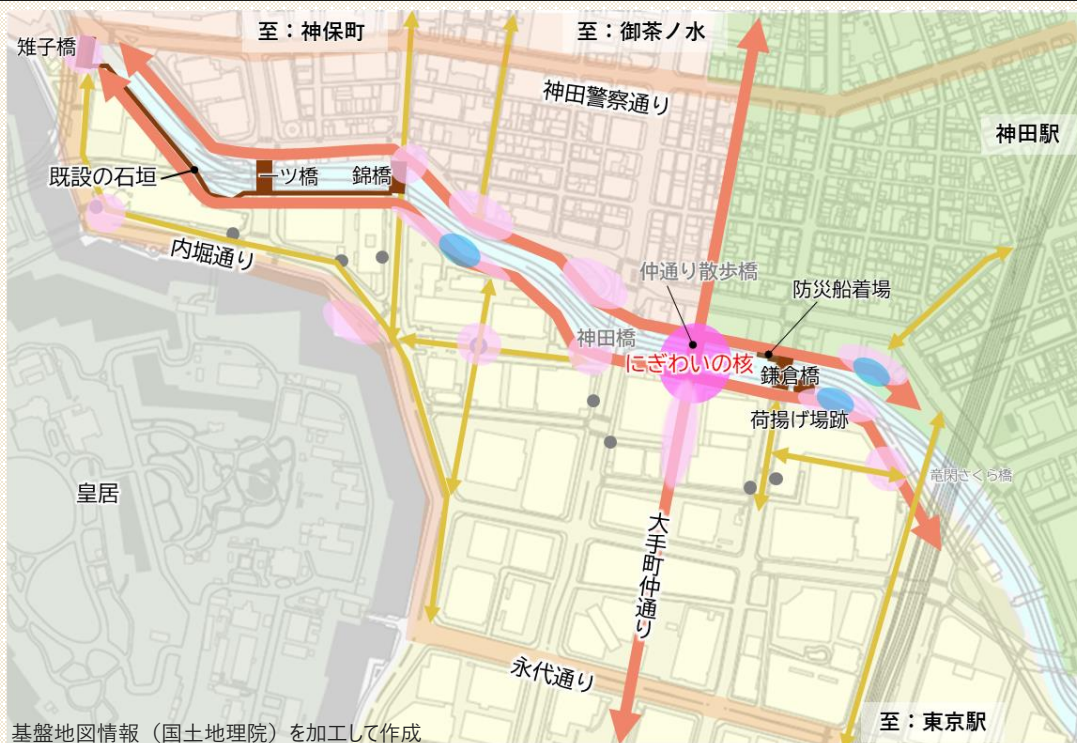 至：神保町
至：御茶ノ水
雉子橋
神田警察通り
神田駅
既設の石垣
一ツ橋
錦橋
内堀通り
仲通り散歩橋
防災船着場
神田橋
にぎわいの核
鎌倉橋
荷揚げ場跡
竜閑さくら橋
皇居
大手町仲通り
永代通り
至：東京駅
基盤地図情報（国土地理院）を加工して作成